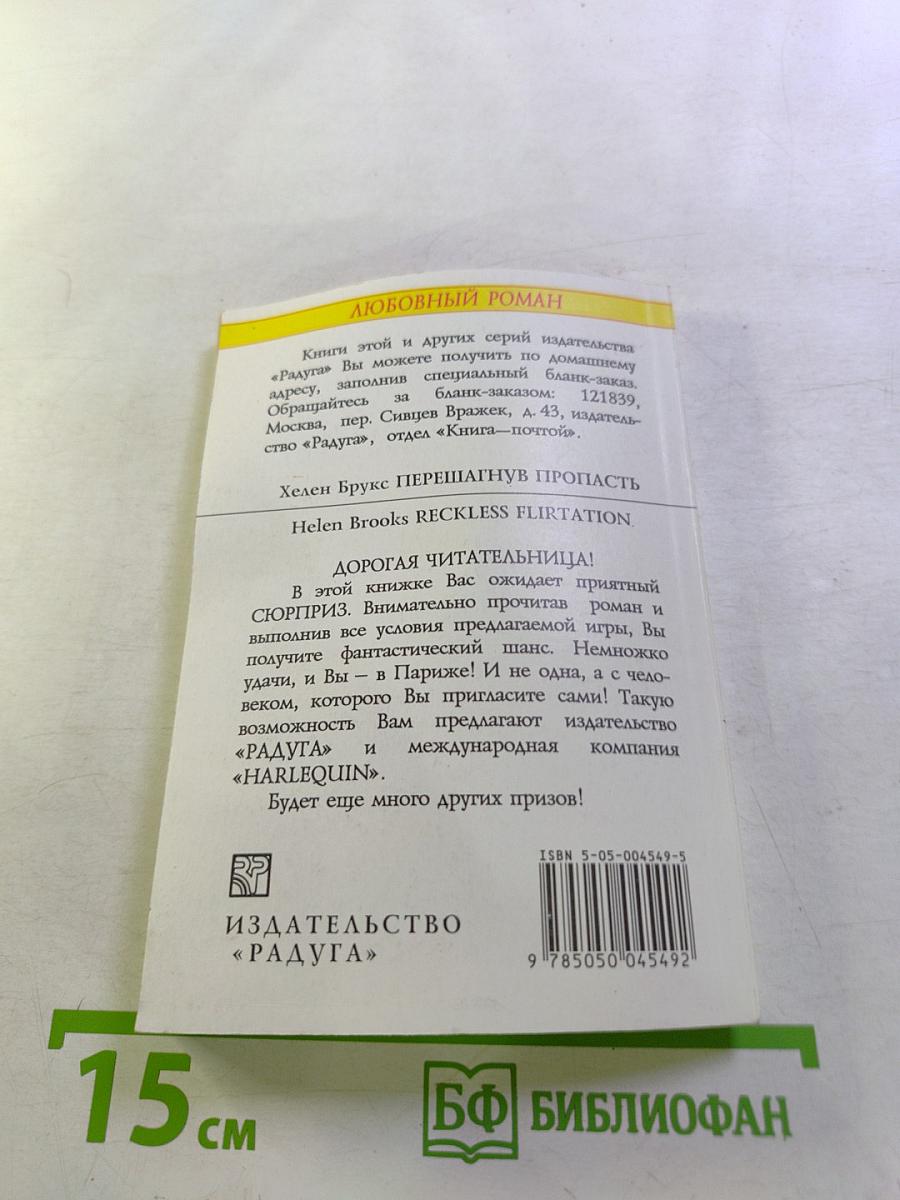 ЛЮБОВНЫЙ РОМАН
Книги этой и других серий издательства
«Радуга» Вы можете получить по домашнему
адресу, заполнив специальный бланк-заказ.
Обращайтесь за бланк-заказом: 121839,
Москва, пер. Сивцев Вражек, д. 43, издатель-
ство «Радуга», отдел «Книга—почтой».
Хелен Брукс ПЕРЕШАГНУВ ПРОПАСТЬ
Helen Brooks RECKLESS FLIRTATION
ДОРОГАЯ ЧИТАТЕЛЬНИЦА!
В этой книжке Вас ожидает приятный
СЮРПРИЗ. Внимательно прочитав роман и
выполнив все условия предлагаемой игры, Вы
получите фантастический шанс. Немножко
удачи, и Вы — в Париже! И не одна, а с чело-
веком, которого Вы пригласите сами! Такую
возможность Вам предлагают издательство
«РАДУГА» и международная компания
«HARLEQUIN».
Будет еще много других призов!
ISBN 5-05-004549-5
ИЗДАТЕЛЬСТВО
«РАДУГА»
9 785050 045492
15 см
БФ БИБЛИОФАН